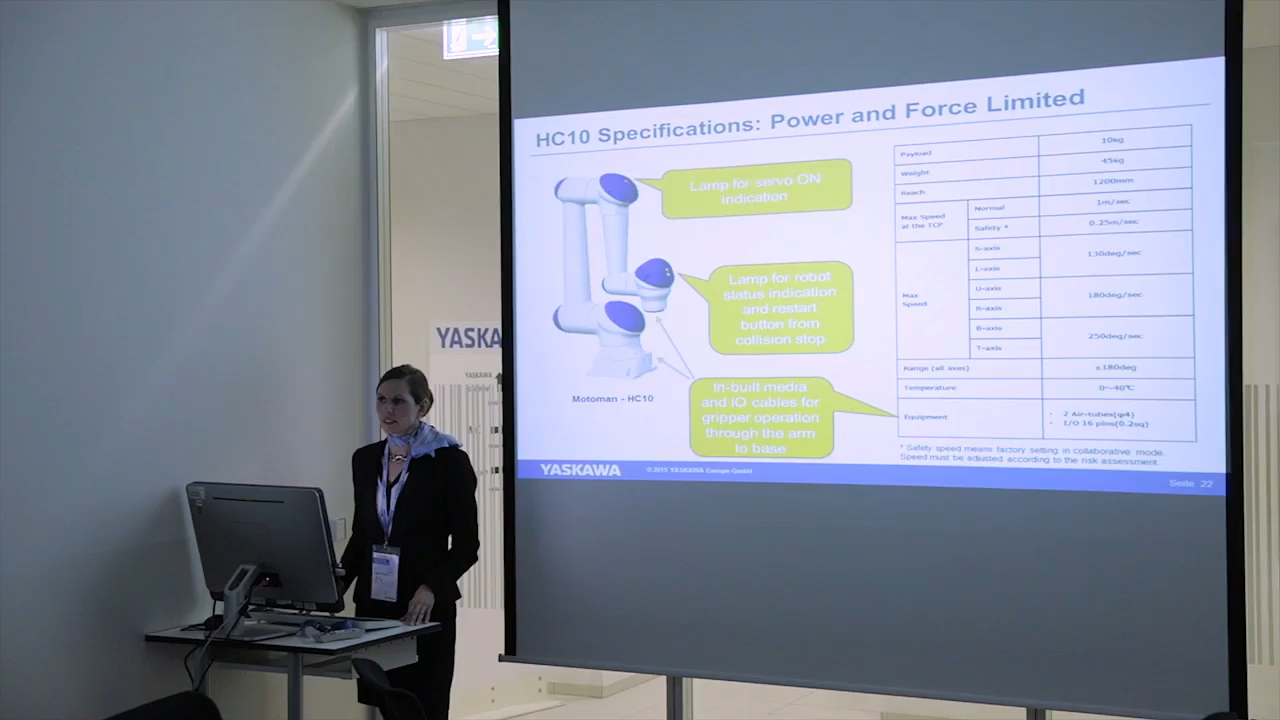 HC10 Specifications: Power and Force Limited
Lamp for servo ON
indication
Lamp for robot
status indication
and restart
button from
collision stop
In-built media
and IO cables for
gripper operation
through the arm
to base
Motoman - HC10
Payload 10kg
Weight 45kg
Reach 1200mm
Max Speed
at the TCP
Normal 1m/sec
Safety * 0.25m/sec
Max
Speed
S-axis
L-axis
130deg/sec
U-axis
R-axis
180deg/sec
B-axis
T-axis
250deg/sec
Range (all axes) ±180deg
Temperature 0~40℃
Equipment
· 2 Air-tubes(φ4)
· I/O 16 pins(0.2sq)
* Safety speed means factory setting in collaborative mode.
Speed must be adjusted according to the risk assessment.
YASKAWA © 2015 YASKAWA Europe GmbH Seite 22
YASKA
YASKAWA